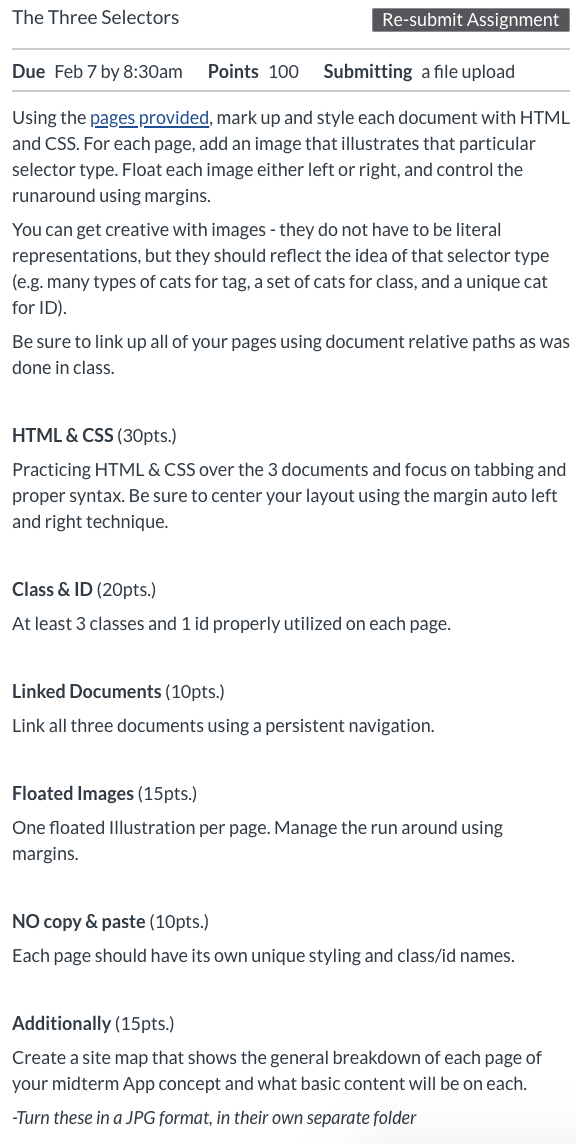 The Three Selectors
Re-submit Assignment
Due Feb 7 by 8:30am Points 100 Submitting a file upload
Using the pages provided, mark up and style each document with HTML
and CSS. For each page, add an image that illustrates that particular
selector type. Float each image either left or right, and control the
runaround using margins.
You can get creative with images - they do not have to be literal
representations, but they should reflect the idea of that selector type
(e.g. many types of cats for tag, a set of cats for class, and a unique cat
for ID).
Be sure to link up all of your pages using document relative paths as was
done in class.
HTML & CSS (30pts.)
Practicing HTML & CSS over the 3 documents and focus on tabbing and
proper syntax. Be sure to center your layout using the margin auto left
and right technique.
Class & ID (20pts.)
At least 3 classes and 1 id properly utilized on each page.
Linked Documents (10pts.)
Link all three documents using a persistent navigation.
Floated Images (15pts.)
One floated Illustration per page. Manage the run around using
margins.
NO copy & paste (10pts.)
Each page should have its own unique styling and class/id names.
Additionally (15pts.)
Create a site map that shows the general breakdown of each page of
your midterm App concept and what basic content will be on each.
-Turn these in a JPG format, in their own separate folder